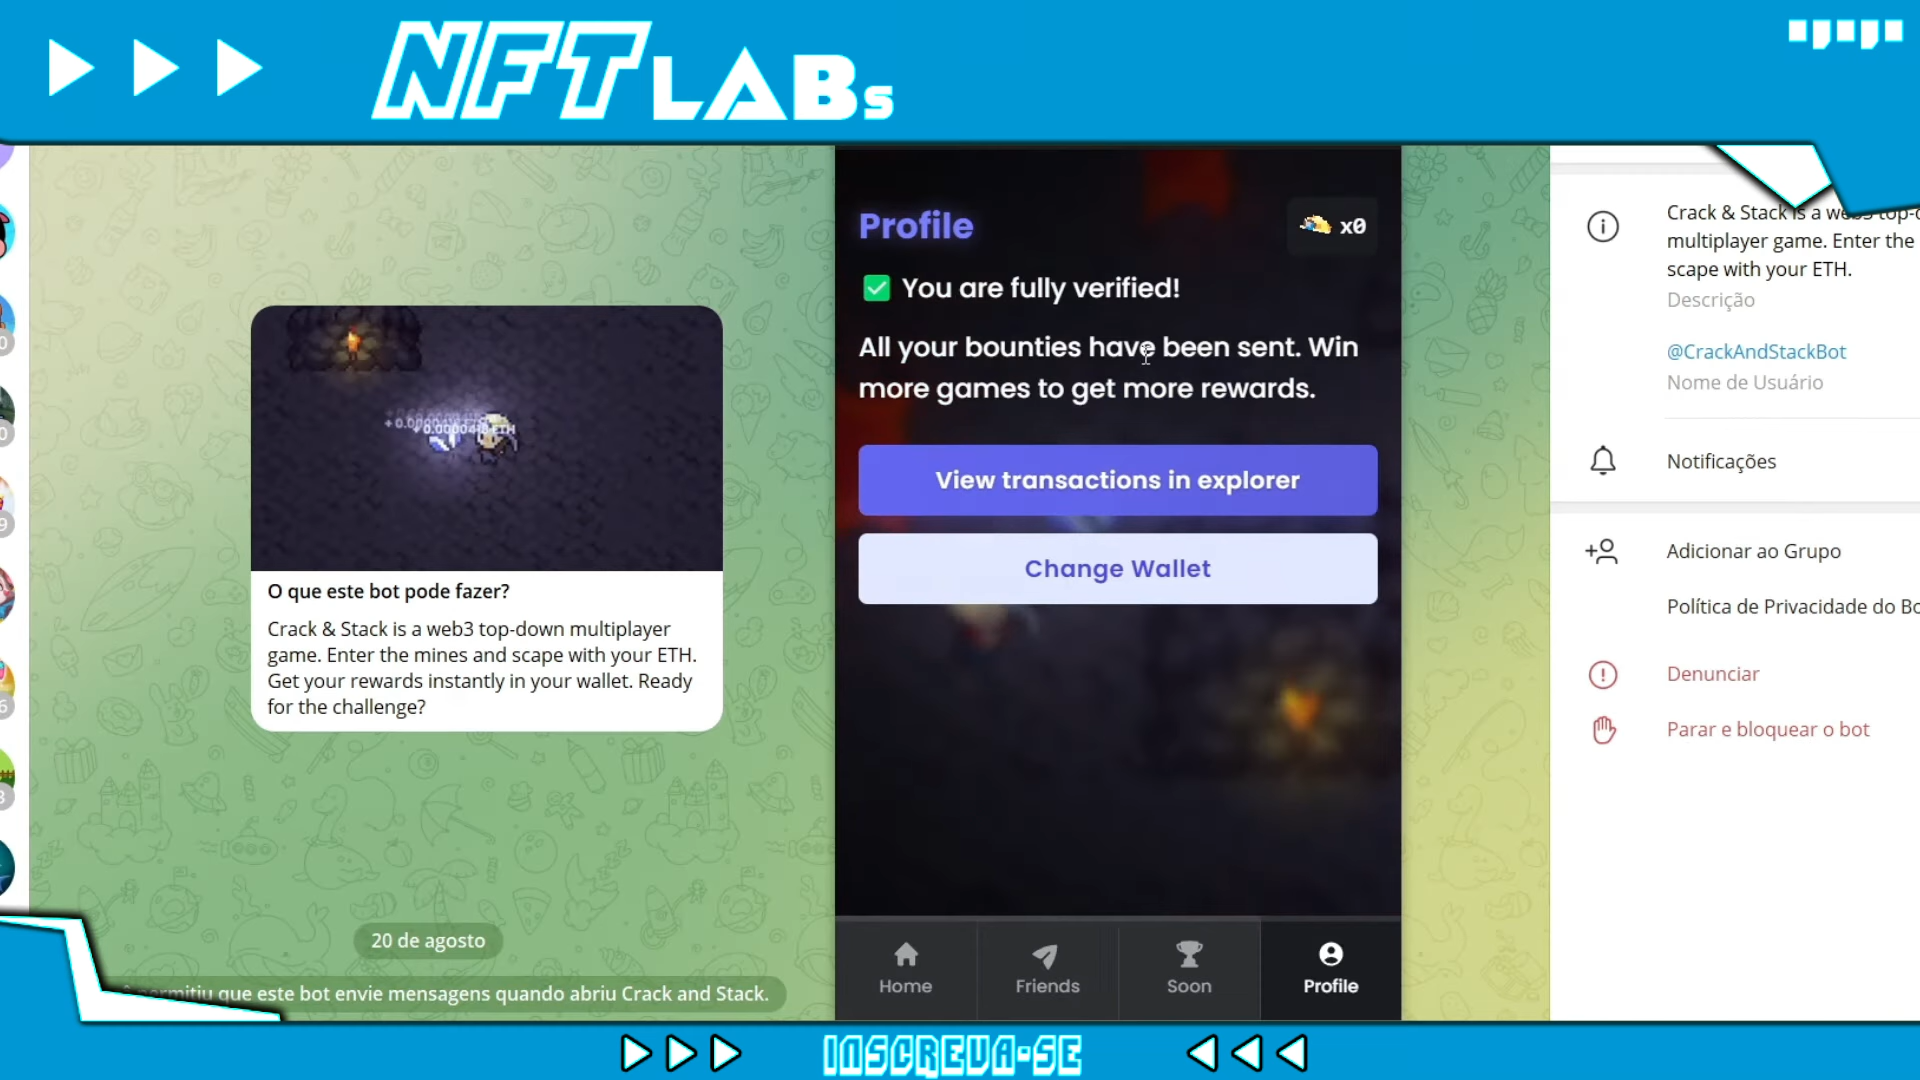 NFT LABs
Profile
x0
You are fully verified!
All your bounties have been sent. Win
more games to get more rewards.
View transactions in explorer
Change Wallet
Home
Friends
Soon
Profile
O que este bot pode fazer?
Crack & Stack is a web3 top-down multiplayer
game. Enter the mines and scape with your ETH.
Get your rewards instantly in your wallet. Ready
for the challenge?
20 de agosto
permitiu que este bot envie mensagens quando abriu Crack and Stack.
Crack & Stack is a web3 top-
multiplayer game. Enter the
scape with your ETH.
Descrição
@CrackAndStackBot
Nome de Usuário
Notificações
Adicionar ao Grupo
Política de Privacidade do Bo
Denunciar
Parar e bloquear o bot
INSCREVA-SE